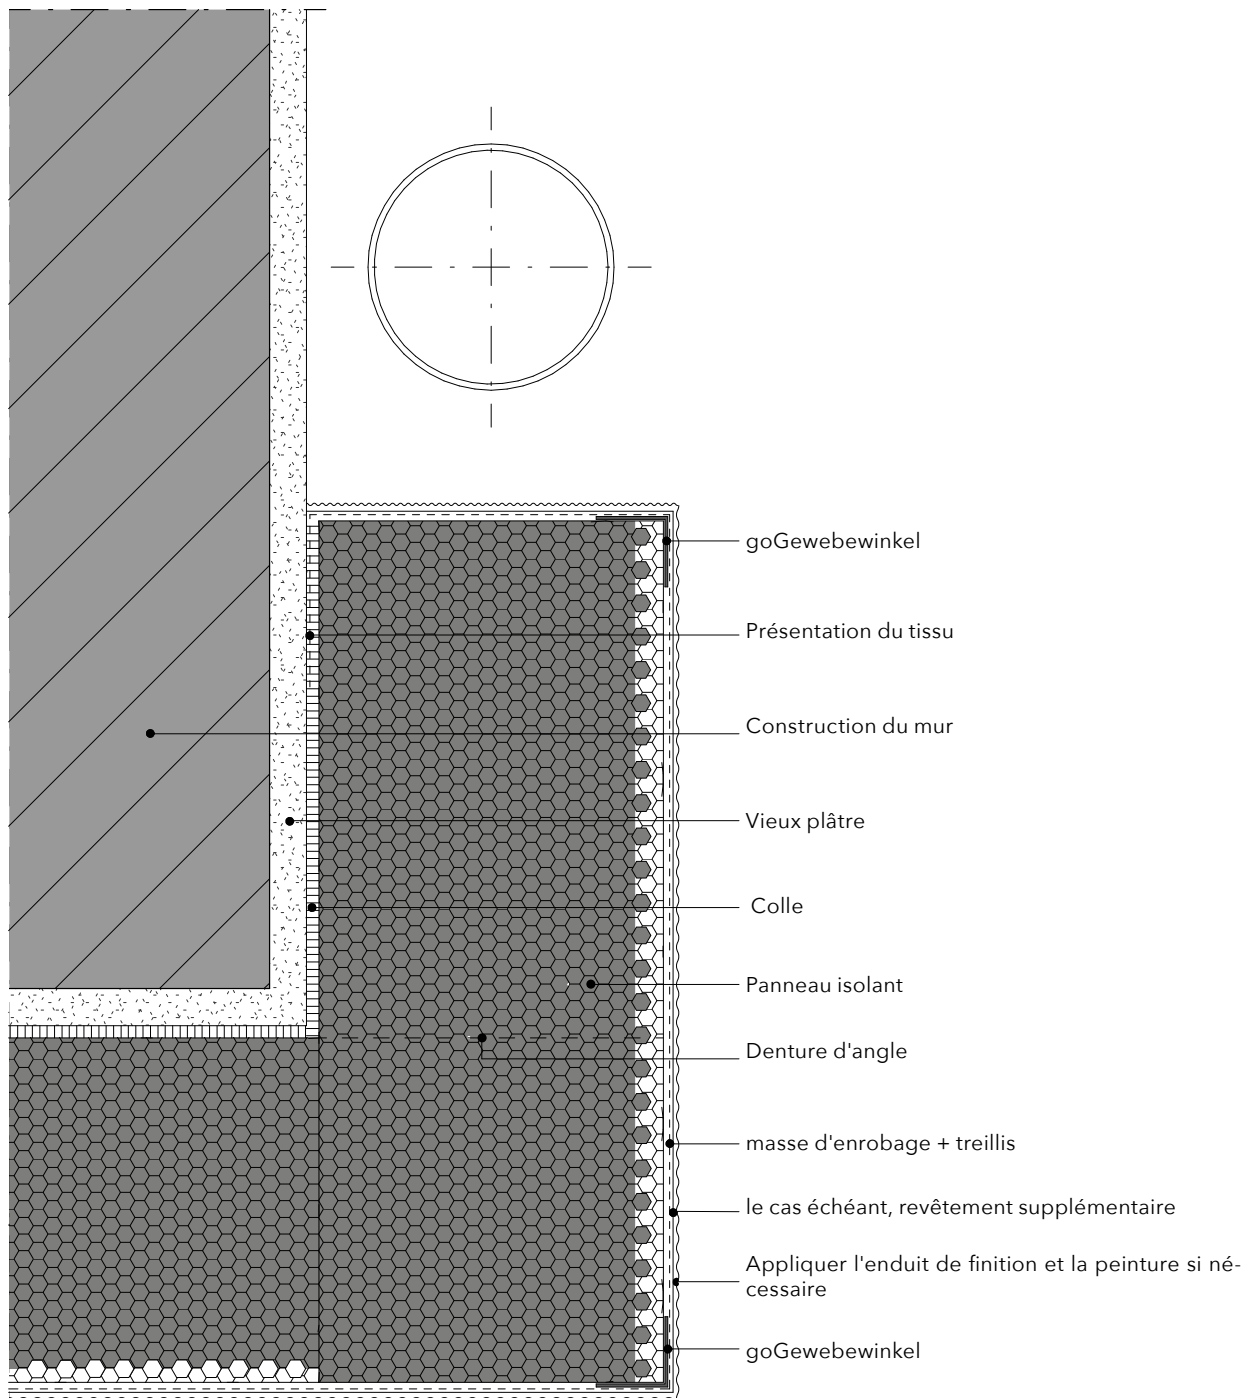 goGewebewinkel
Présentation du tissu
Construction du mur
Vieux plâtre
Colle
Panneau isolant
Denture d'angle
masse d'enrobage + treillis
le cas échéant, revêtement supplémentaire
Appliquer l'enduit de finition et la peinture si né-
cessaire
goGewebewinkel